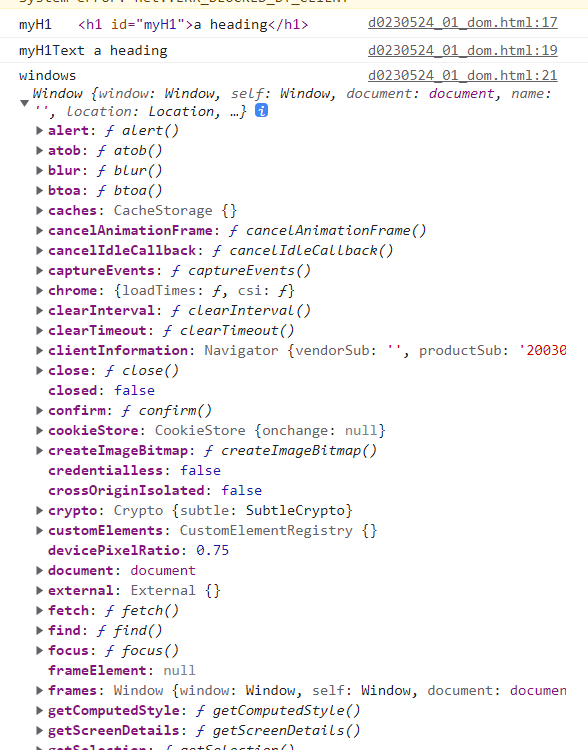 myH1 <h1 id="myH1">a heading</h1> d0230524_01_dom.html:17
myH1Text a heading d0230524_01_dom.html:19
windows d0230524_01_dom.html:21
Window {window: Window, self: Window, document: document, name:
'', location: Location, …} i
alert: ƒ alert()
atob: ƒ atob()
blur: ƒ blur()
btoa: ƒ btoa()
caches: CacheStorage {}
cancelAnimationFrame: ƒ cancelAnimationFrame()
cancelIdleCallback: ƒ cancelIdleCallback()
captureEvents: ƒ captureEvents()
chrome: {loadTimes: ƒ, csi: ƒ}
clearInterval: ƒ clearInterval()
clearTimeout: ƒ clearTimeout()
clientInformation: Navigator {vendorSub: '', productSub: '20030
close: ƒ close()
closed: false
confirm: ƒ confirm()
cookieStore: CookieStore {onchange: null}
createImageBitmap: ƒ createImageBitmap()
credentialless: false
crossOriginIsolated: false
crypto: Crypto {subtle: SubtleCrypto}
customElements: CustomElementRegistry {}
devicePixelRatio: 0.75
document: document
external: External {}
fetch: ƒ fetch()
find: ƒ find()
focus: ƒ focus()
frameElement: null
frames: Window {window: Window, self: Window, document: documen
getComputedStyle: ƒ getComputedStyle()
getScreenDetails: ƒ getScreenDetails()
getSelection: ƒ getSelection()